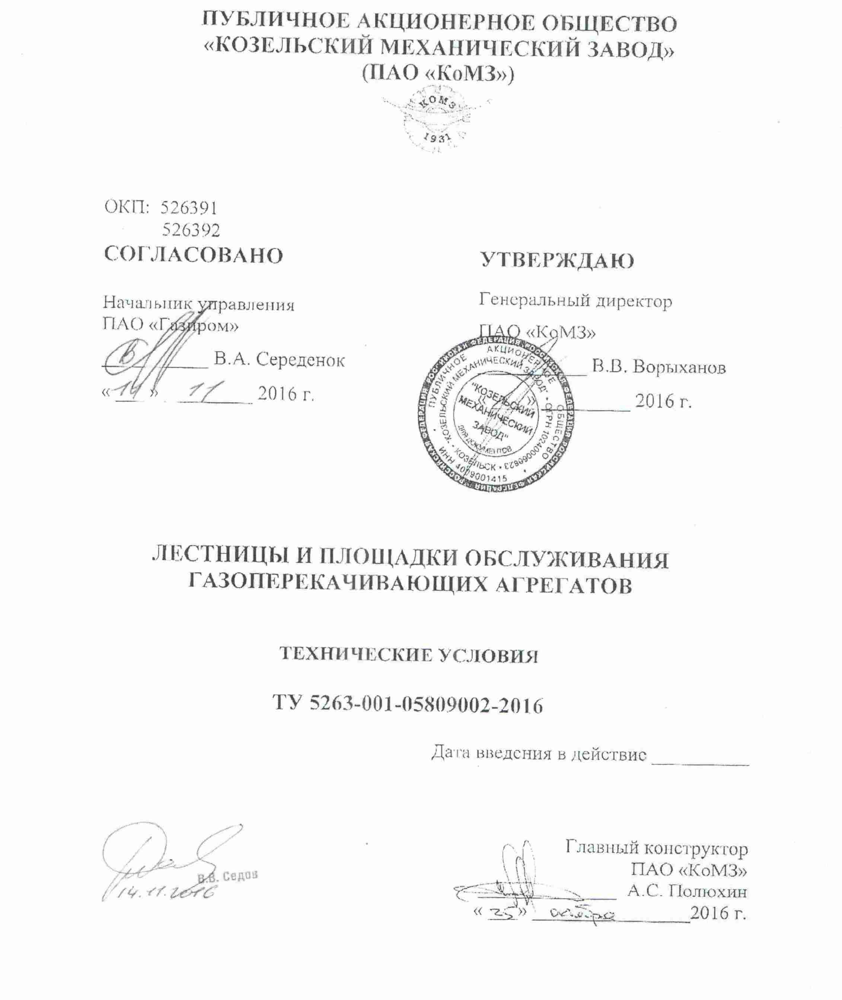 ПУБЛИЧНОЕ АКЦИОНЕРНОЕ ОБЩЕСТВО
«КОЗЕЛЬСКИЙ МЕХАНИЧЕСКИЙ ЗАВОД»
(ПАО «КоМЗ»)
КОМЗ
1931
ОКП: 526391
526392
СОГЛАСОВАНО
Начальник управления
ПАО «Газпром»
В.А. Середенок
«14» 11 2016 г.
УТВЕРЖДАЮ
Генеральный директор
ПАО «КоМЗ»
В.В. Ворыханов
« » 2016 г.
РОССИЙСКАЯ ФЕДЕРАЦИЯ
ПУБЛИЧНОЕ АКЦИОНЕРНОЕ ОБЩЕСТВО
ИНН 4009001415
"КОЗЕЛЬСКИЙ МЕХАНИЧЕСКИЙ ЗАВОД" • ОГРН
• КОЗЕЛЬСК •
"КОЗЕЛЬСКИЙ
МЕХАНИЧЕСКИЙ
ЗАВОД"
ДЛЯ ДОКУМЕНТОВ
ЛЕСТНИЦЫ И ПЛОЩАДКИ ОБСЛУЖИВАНИЯ
ГАЗОПЕРЕКАЧИВАЮЩИХ АГРЕГАТОВ
ТЕХНИЧЕСКИЕ УСЛОВИЯ
ТУ 5263-001-05809002-2016
Дата введения в действие
В.В. Седов
14.11.2016
Главный конструктор
ПАО «КоМЗ»
А.С. Полюхин
«25» октября 2016 г.